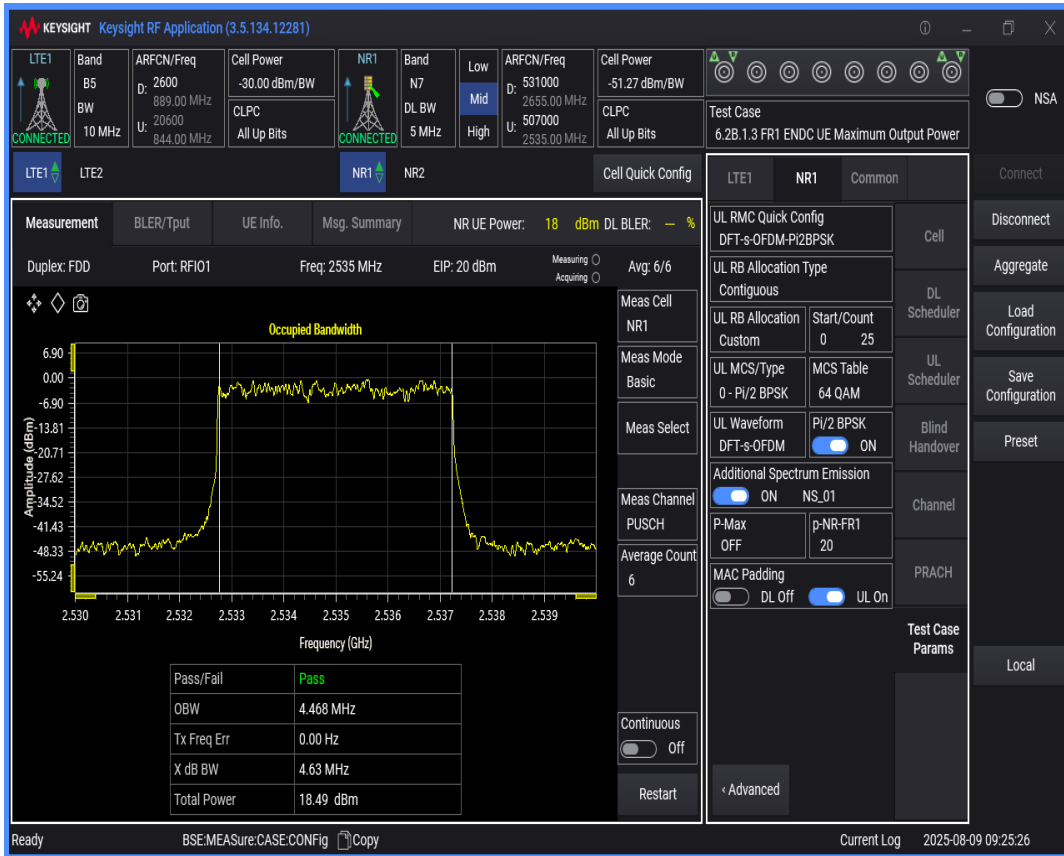 KEYSIGHT Keysight RF Application (3.5.134.12281)
LTE1 Band ARFCN/Freq Cell Power NR1 Band Low ARFCN/Freq Cell Power
B5 D: 2600 -30.00 dBm/BW N7 D: 531000 -51.27 dBm/BW
889.00 MHz Mid 2655.00 MHz
BW U: 20600 CLPC DL BW U: 507000 CLPC Test Case
CONNECTED 10 MHz 844.00 MHz All Up Bits CONNECTED 5 MHz High 2535.00 MHz All Up Bits 6.2B.1.3 FR1 ENDC UE Maximum Output Power
NSA
LTE1 LTE2 NR1 NR2 Cell Quick Config
LTE1 NR1 Common
Connect
Disconnect
Aggregate
Load
Configuration
Save
Configuration
Preset
Local
Measurement BLER/Tput UE Info. Msg. Summary NR UE Power: 18 dBm DL BLER: — %
Duplex: FDD Port: RFIO1 Freq: 2535 MHz EIP: 20 dBm Measuring Acquiring Avg: 6/6
Occupied Bandwidth
Amplitude (dBm)
6.90
0.00
-6.90
-13.81
-20.71
-27.62
-34.52
-41.43
-48.33
-55.24
2.530 2.531 2.532 2.533 2.534 2.535 2.536 2.537 2.538 2.539
Frequency (GHz)
Pass/Fail Pass
OBW 4.468 MHz
Tx Freq Err 0.00 Hz
X dB BW 4.63 MHz
Total Power 18.49 dBm
Meas Cell
NR1
Meas Mode
Basic
Meas Select
Meas Channel
PUSCH
Average Count
6
Continuous
Off
Restart
UL RMC Quick Config
DFT-s-OFDM-Pi2BPSK
UL RB Allocation Type
Contiguous
UL RB Allocation Start/Count
Custom 0 25
UL MCS/Type MCS Table
0 - Pi/2 BPSK 64 QAM
UL Waveform Pi/2 BPSK
DFT-s-OFDM ON
Additional Spectrum Emission
ON NS_01
P-Max p-NR-FR1
OFF 20
MAC Padding
DL Off UL On
‹ Advanced
Cell
DL
Scheduler
UL
Scheduler
Blind
Handover
Channel
PRACH
Test Case
Params
Ready BSE:MEASure:CASE:CONFig Copy Current Log 2025-08-09 09:25:26